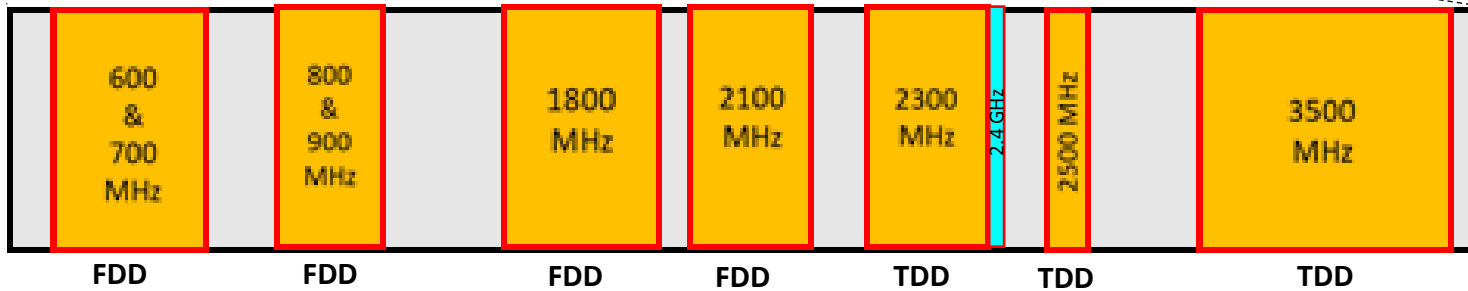 600
&
700
MHz
800
&
900
MHz
1800
MHz
2100
MHz
2300
MHz
2.4 GHz
2500 MHz
3500
MHz
FDD
FDD
FDD
FDD
TDD
TDD
TDD